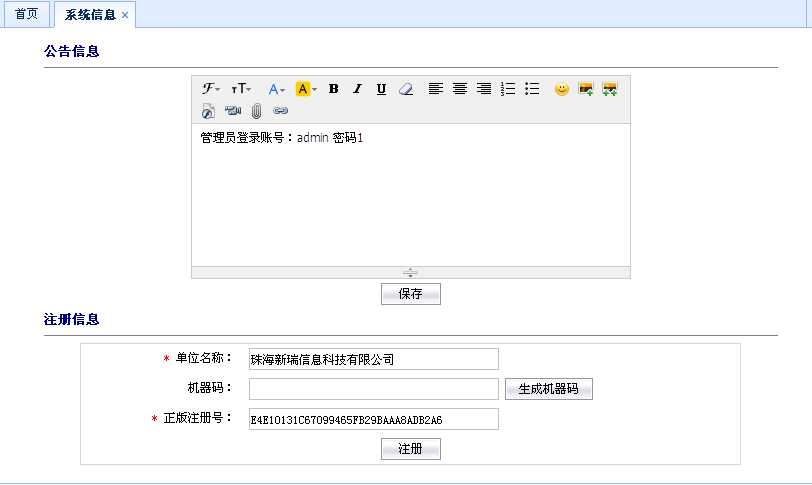 首页 系统信息 ×
公告信息
ℱ TT A A B I U
管理员登录账号：admin 密码1
保存
注册信息
* 单位名称： 珠海新瑞信息科技有限公司
机器码： 生成机器码
* 正版注册号： E4E10131C67099465FB29BAAA8ADB2A6
注册